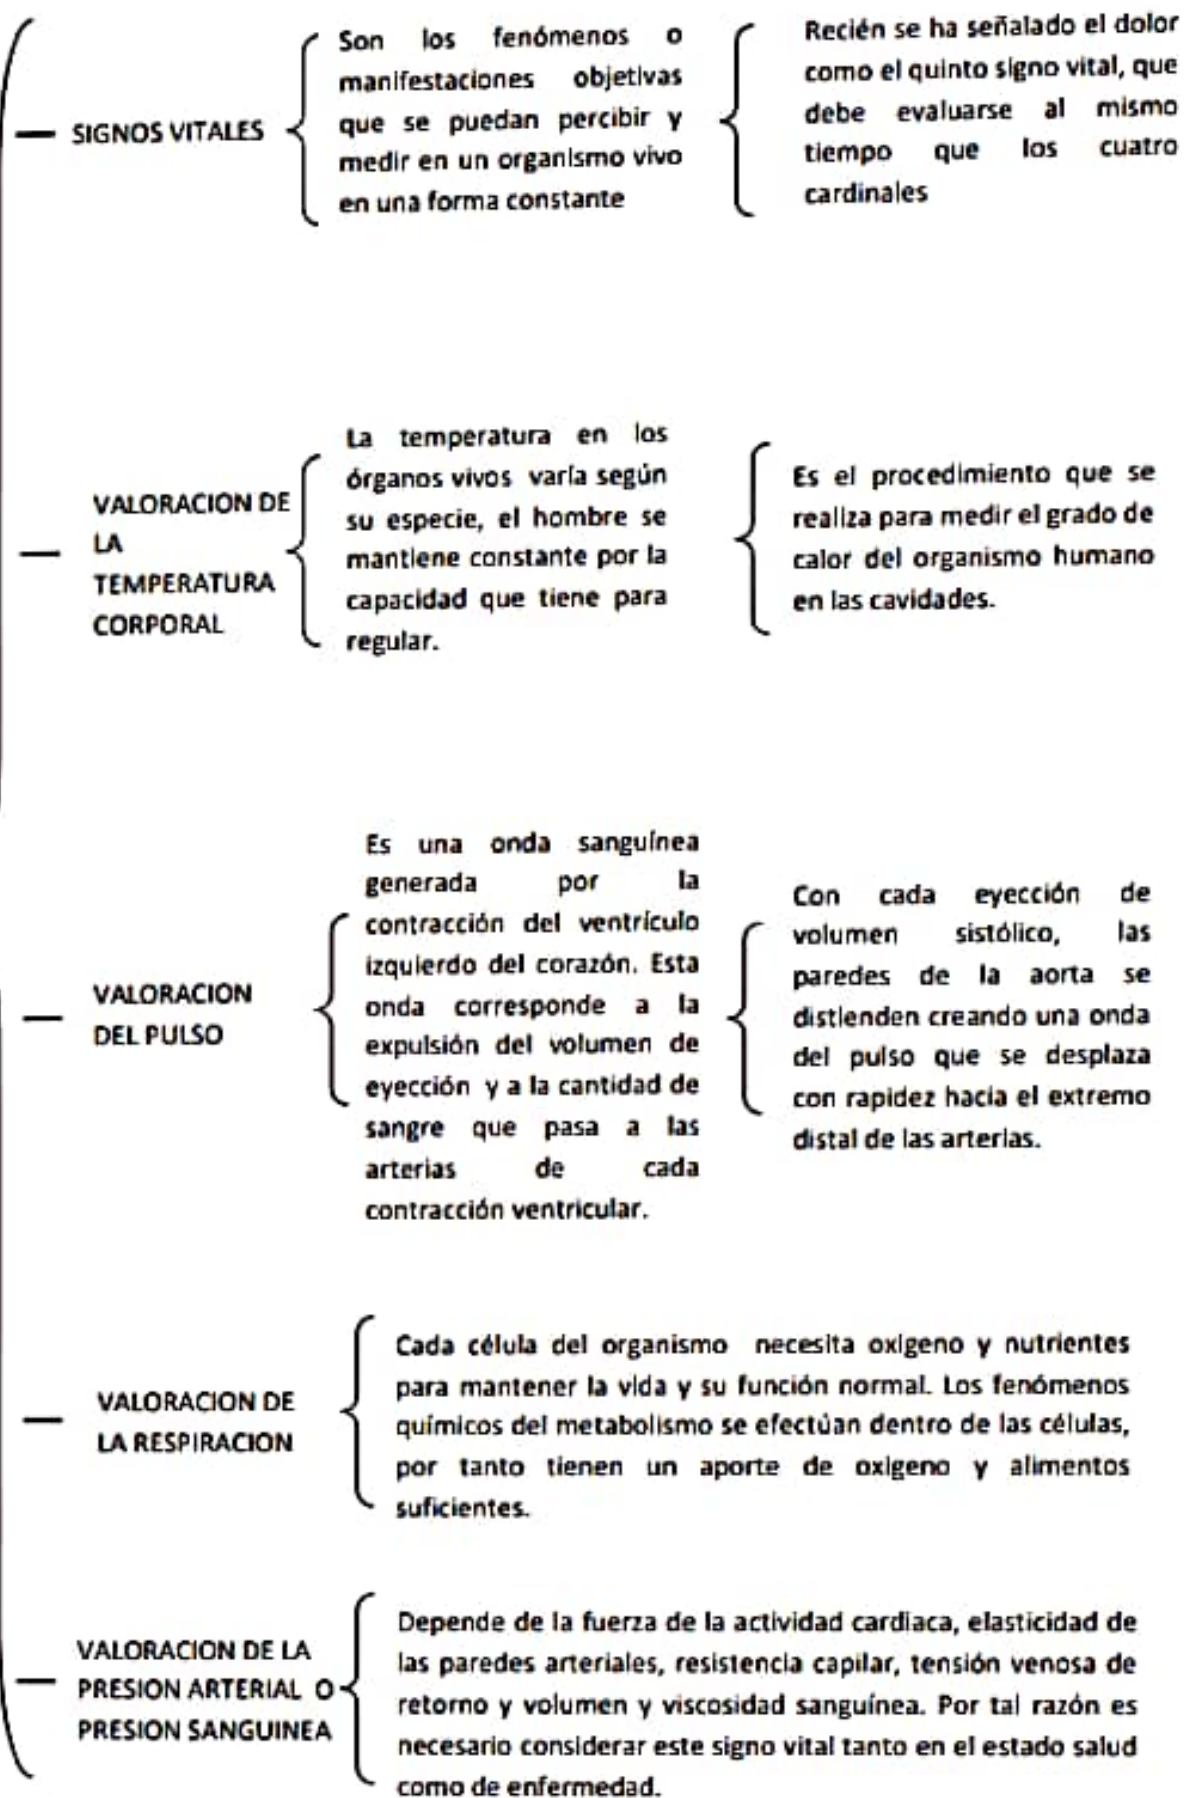 SIGNOS VITALES
Son los fenómenos o
manifestaciones objetivas
que se puedan percibir y
medir en un organismo vivo
en una forma constante
Recién se ha señalado el dolor
como el quinto signo vital, que
debe evaluarse al mismo
tiempo que los cuatro
cardinales
VALORACION DE
LA
TEMPERATURA
CORPORAL
La temperatura en los
órganos vivos varía según
su especie, el hombre se
mantiene constante por la
capacidad que tiene para
regular.
Es el procedimiento que se
realiza para medir el grado de
calor del organismo humano
en las cavidades.
VALORACION
DEL PULSO
Es una onda sanguínea
generada por la
contracción del ventrículo
izquierdo del corazón. Esta
onda corresponde a la
expulsión del volumen de
eyección y a la cantidad de
sangre que pasa a las
arterias de cada
contracción ventricular.
Con cada eyección de
volumen sistólico, las
paredes de la aorta se
distienden creando una onda
del pulso que se desplaza
con rapidez hacia el extremo
distal de las arterias.
VALORACION DE
LA RESPIRACION
Cada célula del organismo necesita oxigeno y nutrientes
para mantener la vida y su función normal. Los fenómenos
químicos del metabolismo se efectúan dentro de las células,
por tanto tienen un aporte de oxigeno y alimentos
suficientes.
VALORACION DE LA
PRESION ARTERIAL O
PRESION SANGUINEA
Depende de la fuerza de la actividad cardiaca, elasticidad de
las paredes arteriales, resistencia capilar, tensión venosa de
retorno y volumen y viscosidad sanguínea. Por tal razón es
necesario considerar este signo vital tanto en el estado salud
como de enfermedad.